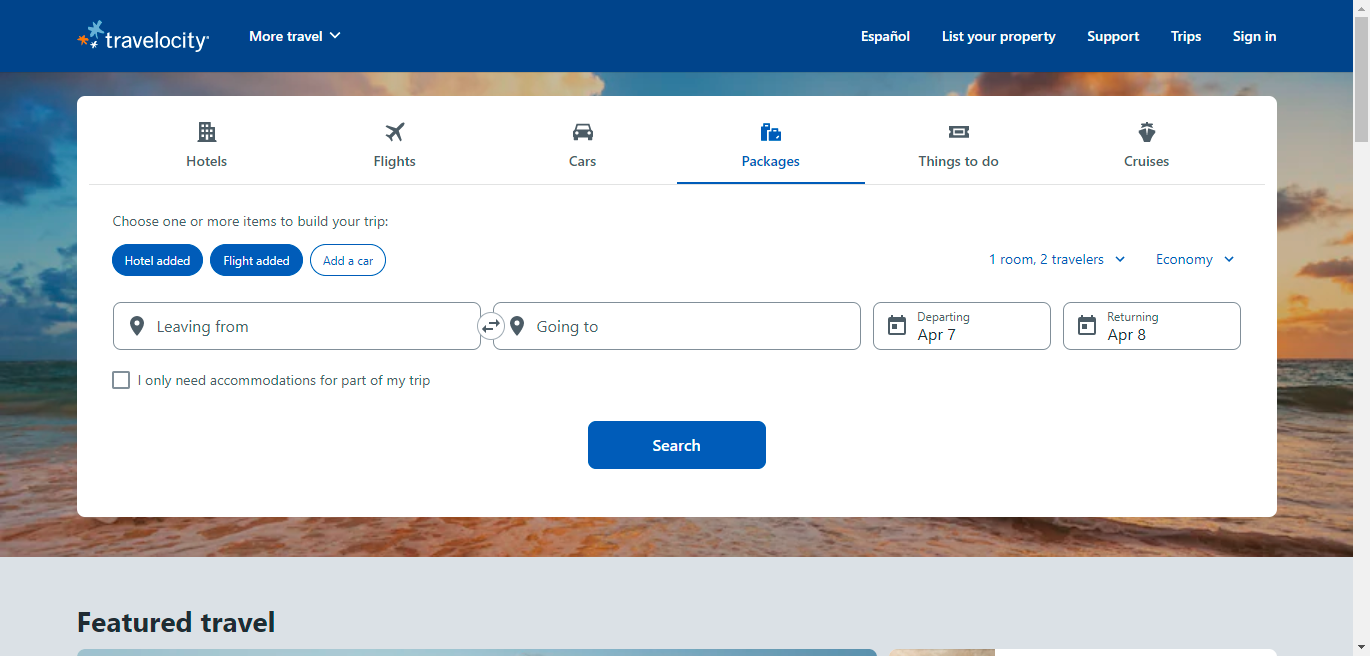 travelocity
More travel
Español
List your property
Support
Trips
Sign in
Hotels
Flights
Cars
Packages
Things to do
Cruises
Choose one or more items to build your trip:
Hotel added
Flight added
Add a car
1 room, 2 travelers
Economy
Leaving from
Going to
Departing
Apr 7
Returning
Apr 8
I only need accommodations for part of my trip
Search
Featured travel